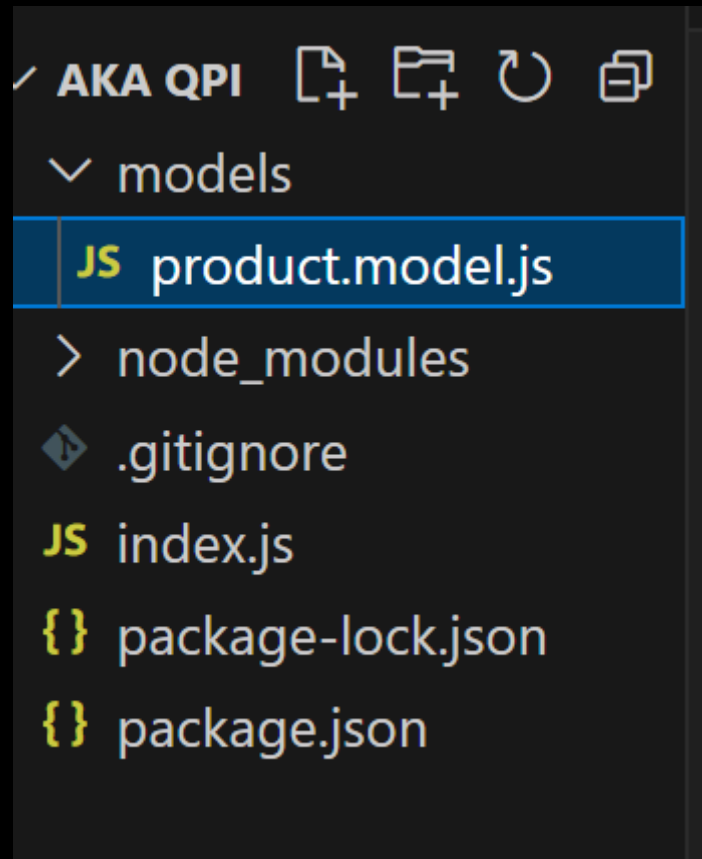 AKA QPI
models
JS product.model.js
node_modules
.gitignore
JS index.js
{} package-lock.json
{} package.json